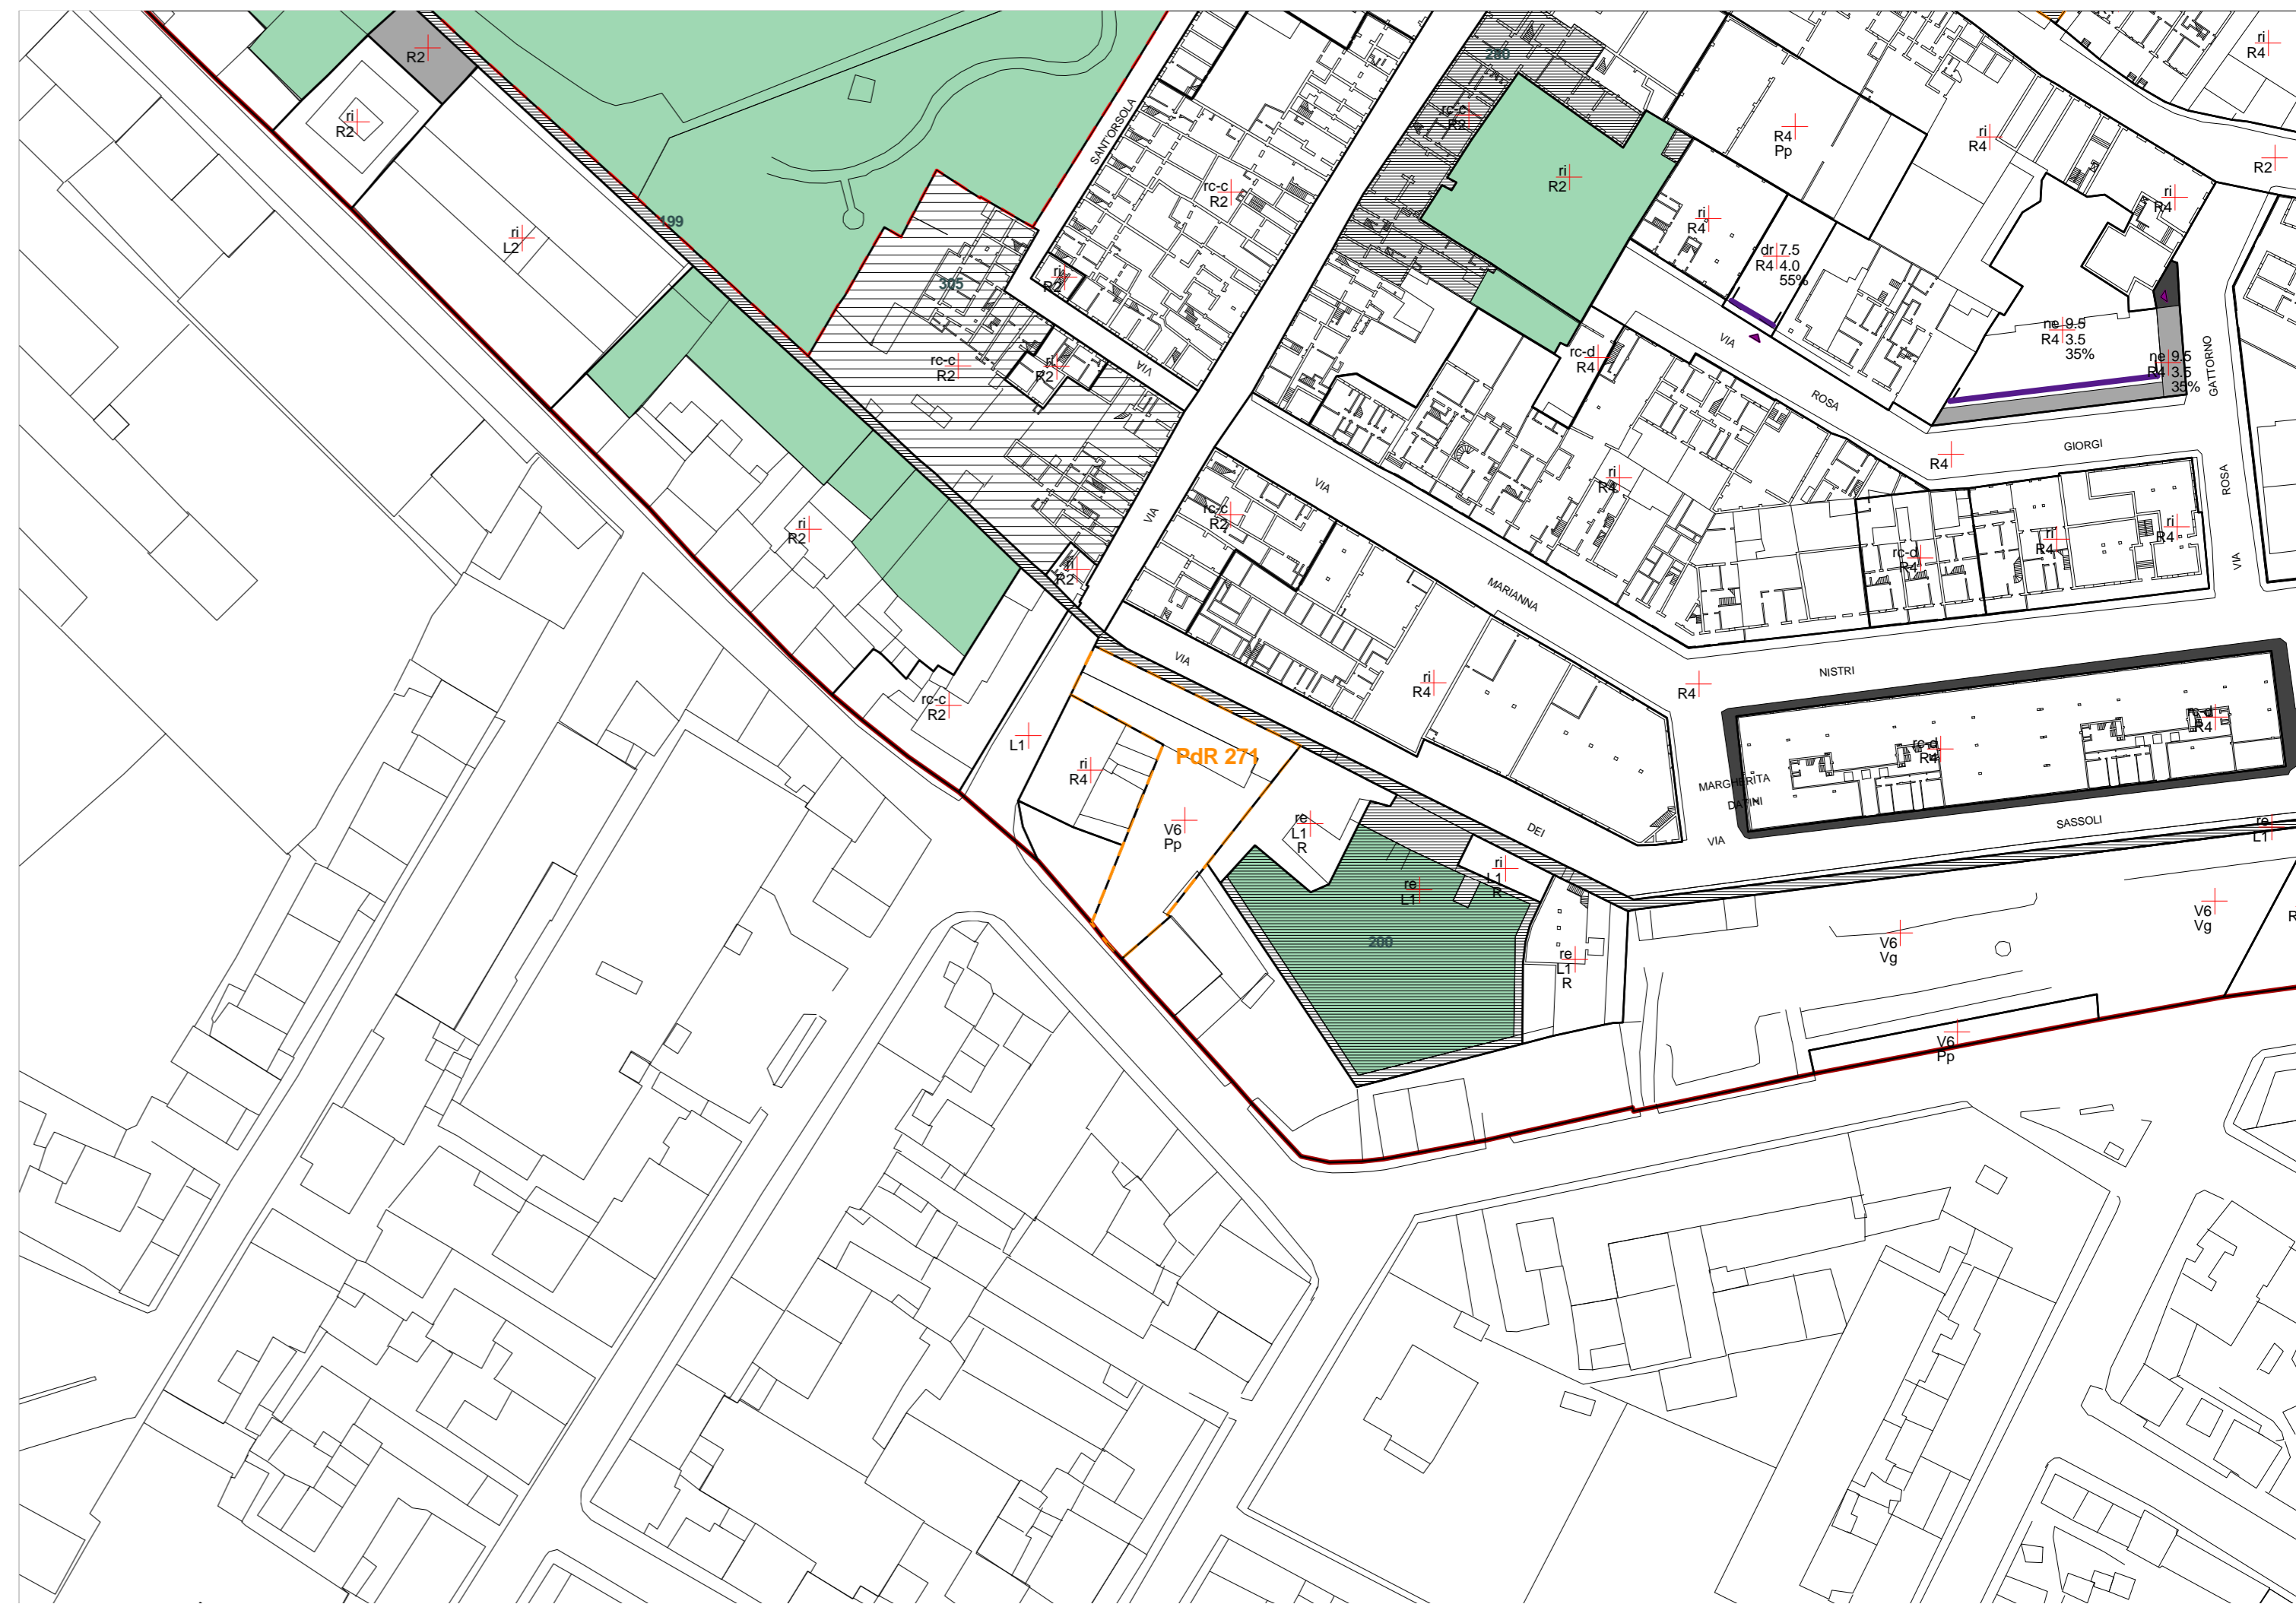 R2
ri
R2
ri
L2
199
SANTORSOLA
rc-c
R2
ri
R2
305
rc-c
R2
ri
R2
VIA
280
rc-c
R2
ri
R2
R4
Pp
ri
R4
ri
R4
R2
ri
R4
ri
R4
dr 7.5
R4 4.0
55%
ne 9.5
R4 3.5
35%
ne 9.5
R4 3.5
35%
GATTORNO
ROSA
VIA
VIA
ROSA
GIORGI
R4
rc-d
R4
ri
R4
rc-d
R4
ri
R4
ri
R4
ri
R2
ri
R2
VIA
rc-c
R2
VIA
MARIANNA
NISTRI
VIA
ri
R4
R4
rc-c
R2
L1
ri
R4
PdR 271
V6
Pp
re
L1
R
re
L1
200
ri
L1
R
re
L1
R
DEI
VIA
MARGHERITA
DATINI
SASSOLI
rc-d
R4
rc-d
R4
re
L1
V6
Vg
V6
Vg
R
V6
Pp